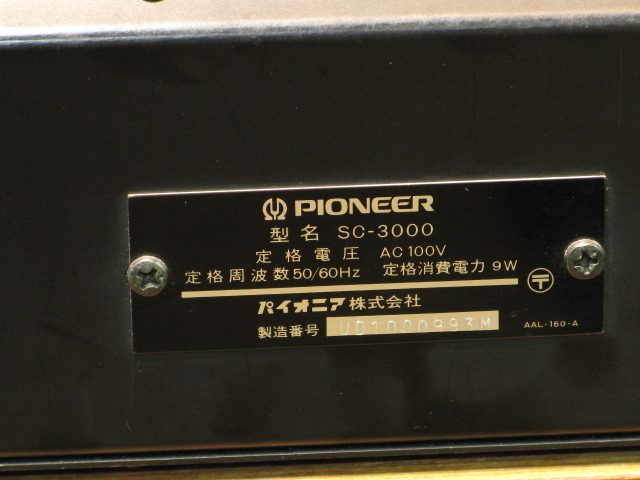 PIONEER
型名 SC-3000
定格電圧 AC100V
定格周波数50/60Hz 定格消費電力 9W
〒
パイオニア株式会社
製造番号
AAL-160-A